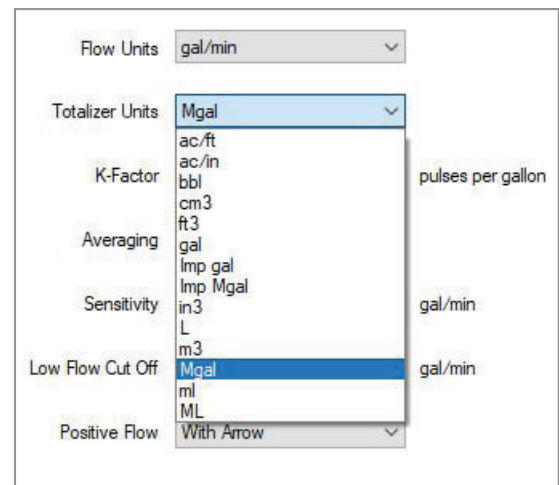 Flow Units gal/min
Totalizer Units Mgal
ac/ft
ac/in
K-Factor bbl pulses per gallon
cm3
ft3
Averaging gal
Imp gal
Imp Mgal
Sensitivity in3 gal/min
L
m3
Low Flow Cut Off Mgal gal/min
ml
ML
Positive Flow With Arrow